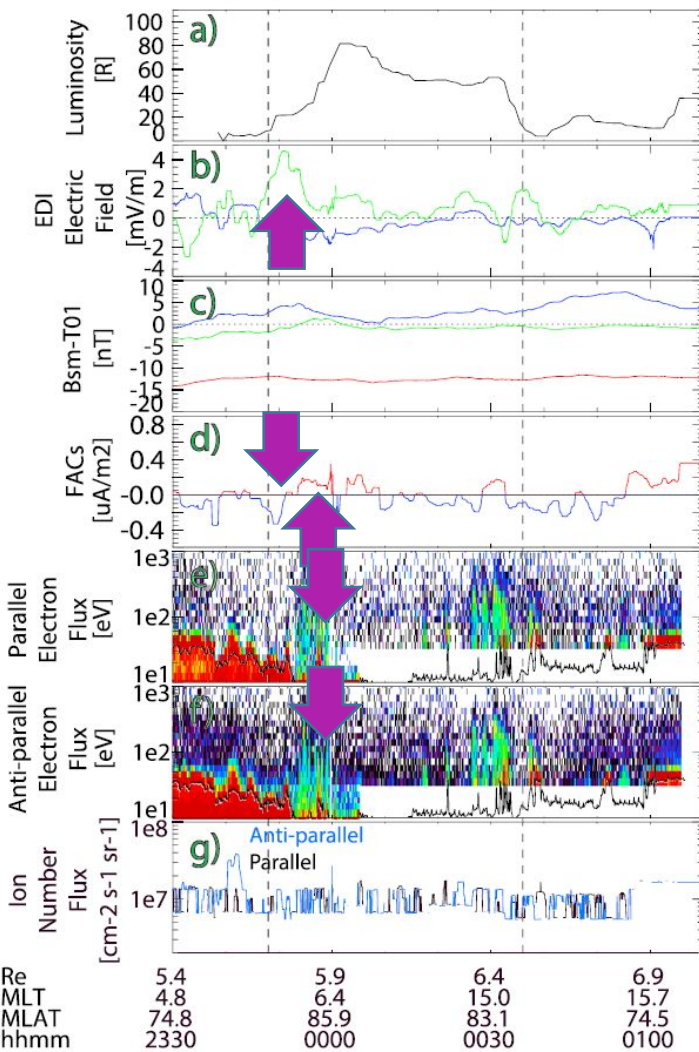 a)
Luminosity
[R]
100
80
60
40
20
0
b)
EDI
Electric
Field
[mV/m]
4
2
0
-2
-4
c)
Bsm-T01
[nT]
10
5
0
-5
-10
-15
-20
d)
FACs
[uA/m2]
0.8
0.4
-0.0
-0.4
e)
Parallel
Electron
Flux
[eV]
1e3
1e2
1e1
f)
Anti-parallel
Electron
Flux
[eV]
1e3
1e2
1e1
g)
Ion
Number
Flux
[cm-2 s-1 sr-1]
1e8
1e7
Anti-parallel
Parallel
Re 5.4 5.9 6.4 6.9
MLT 4.8 6.4 15.0 15.7
MLAT 74.8 85.9 83.1 74.5
hhmm 2330 0000 0030 0100